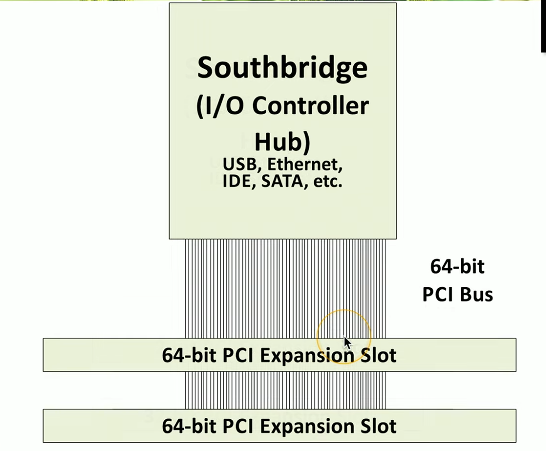 Southbridge
(I/O Controller
Hub)
USB, Ethernet,
IDE, SATA, etc.
64-bit
PCI Bus
64-bit PCI Expansion Slot
64-bit PCI Expansion Slot